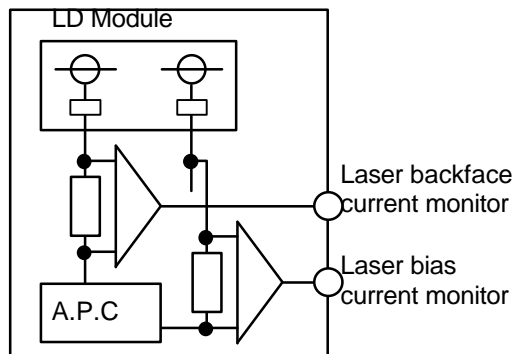 LD Module
Laser backface
current monitor
Laser bias
current monitor
A.P.C